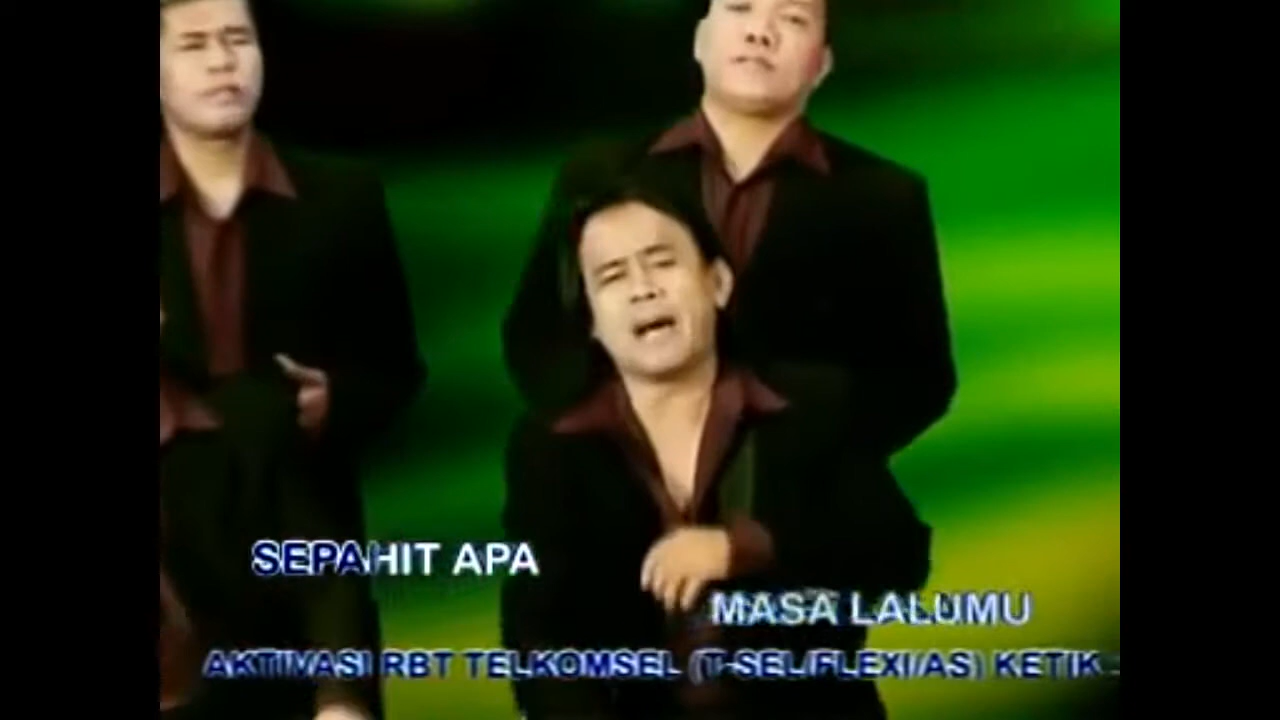 SEPAHIT APA
MASA LALUMU
AKTIVASI RBT TELKOMSEL (T-SEL/FLEXI/AS) KETIK